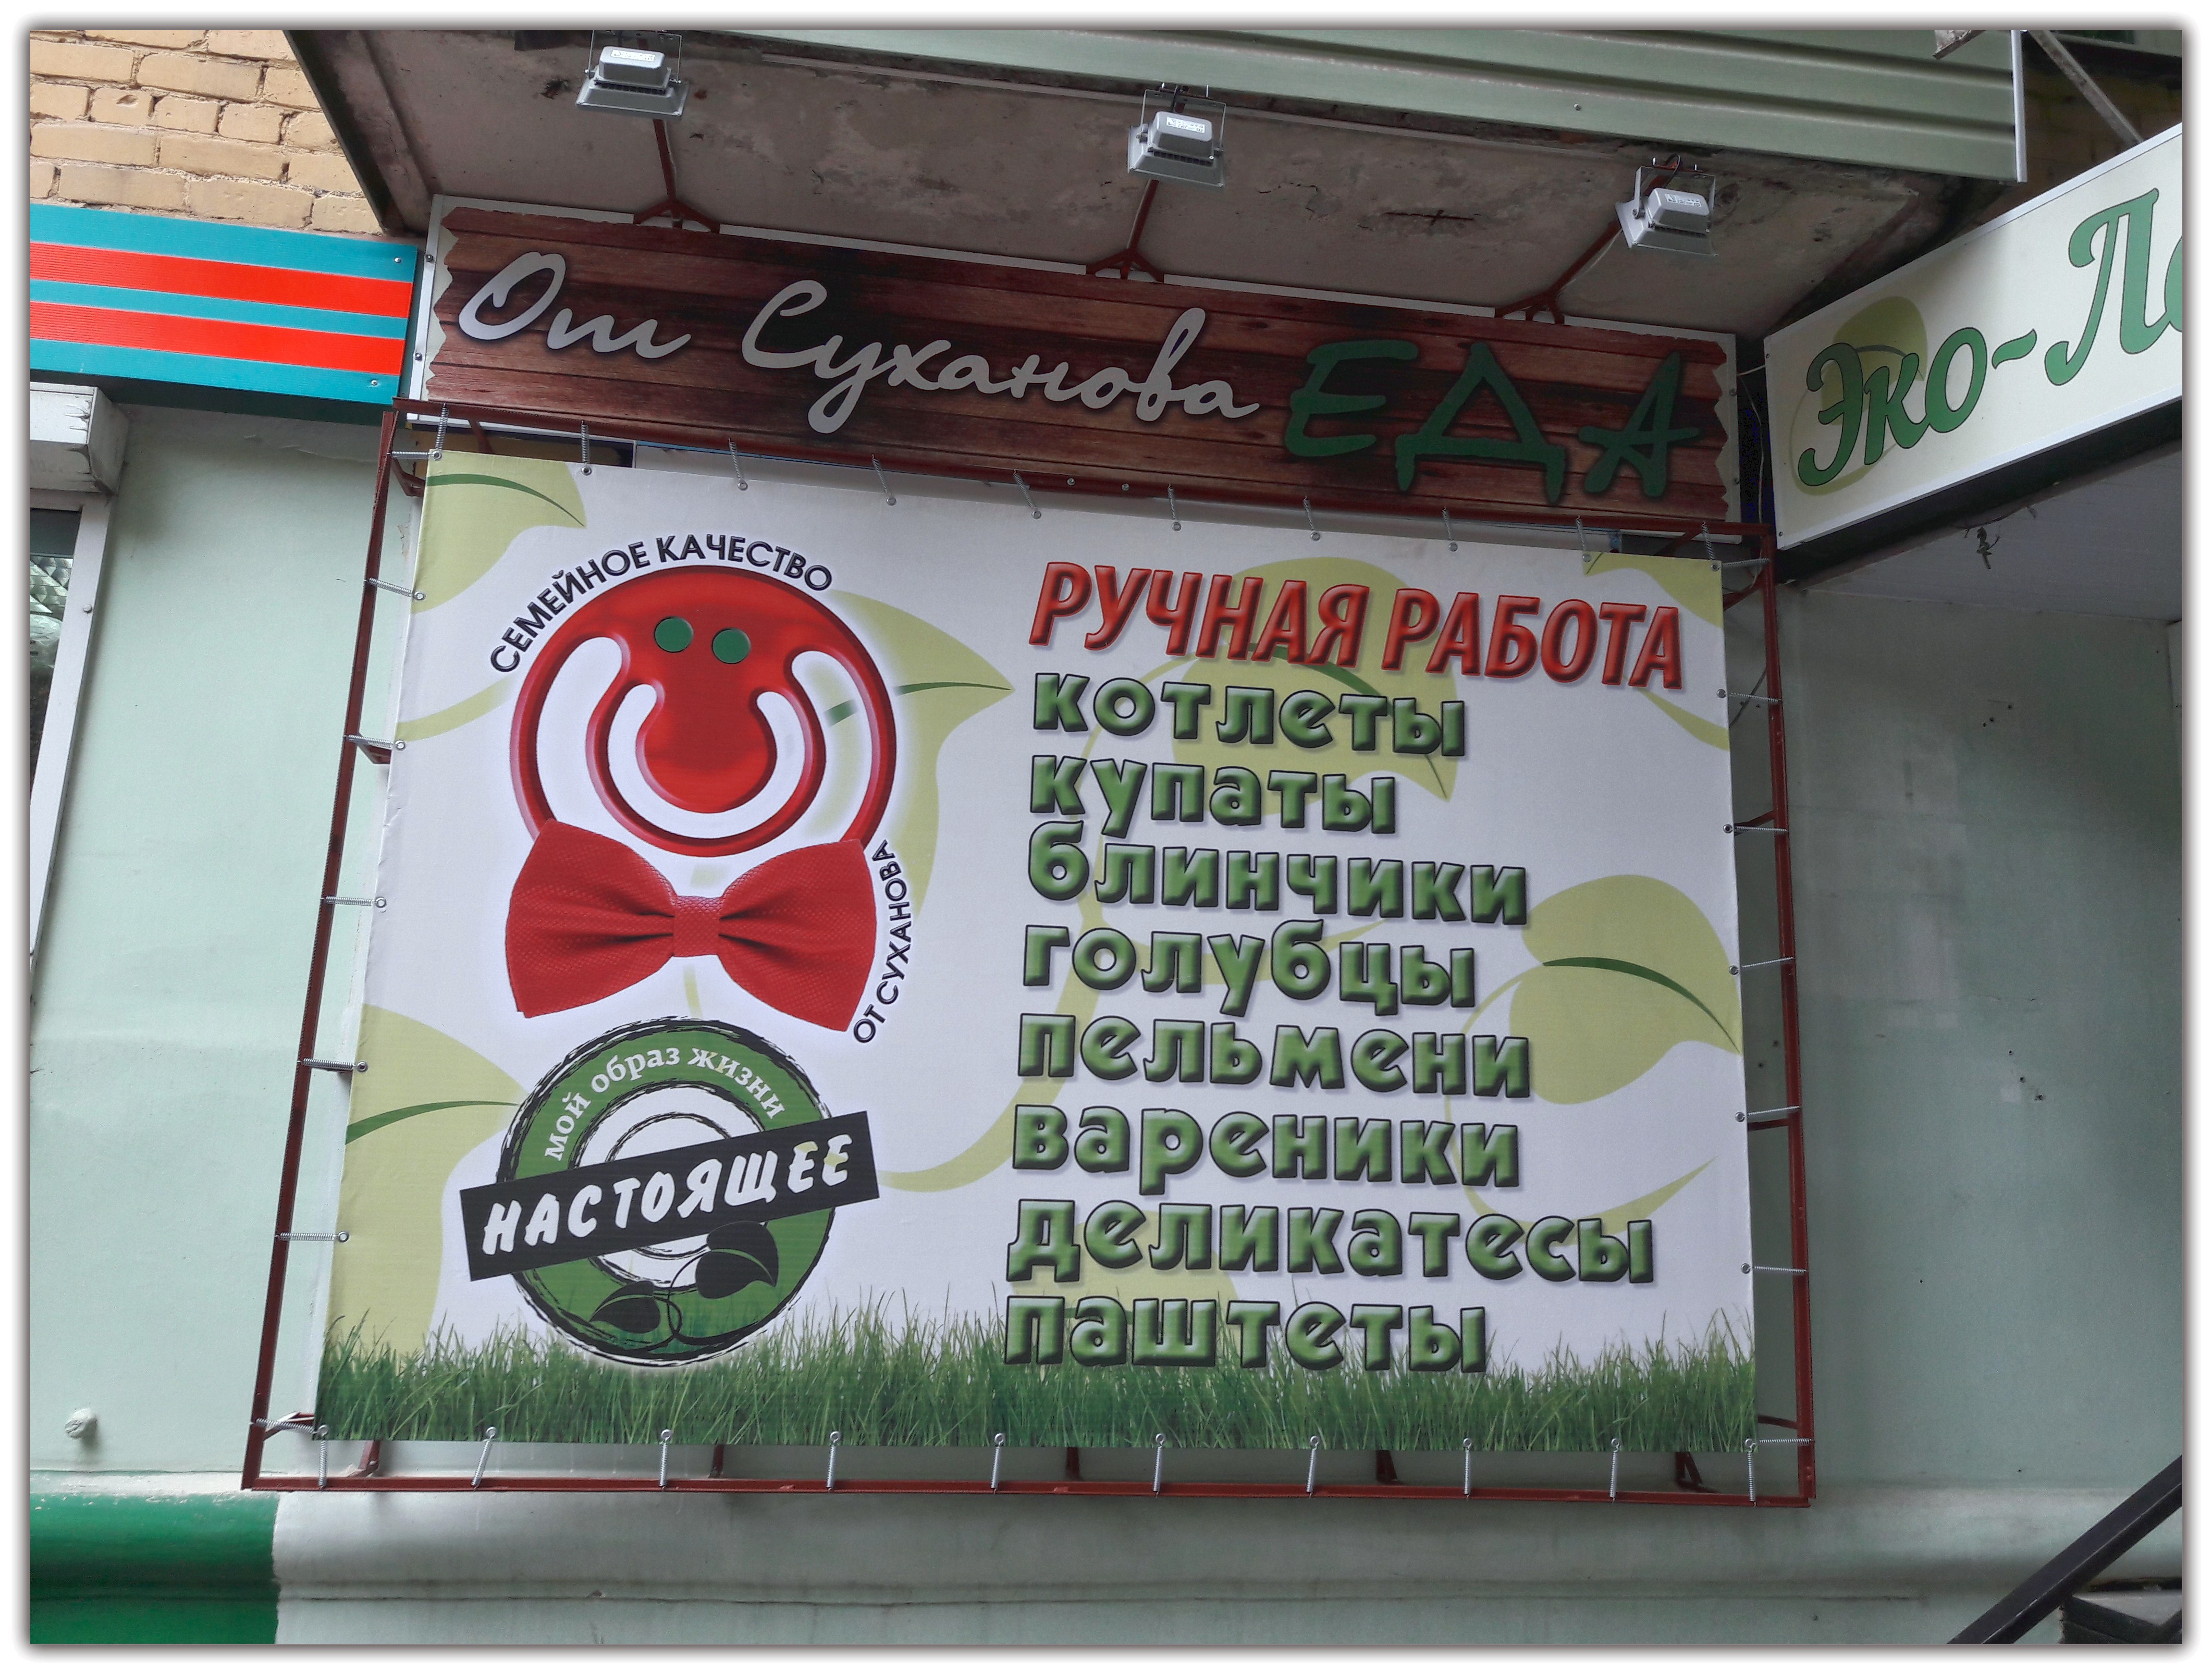 От Суханова ЕДА
Эко-
СЕМЕЙНОЕ КАЧЕСТВО
ОТ СУХАНОВА
мой образ жизни
НАСТОЯЩЕЕ
РУЧНАЯ РАБОТА
котлеты
купаты
блинчики
голубцы
пельмени
вареники
деликатесы
паштеты